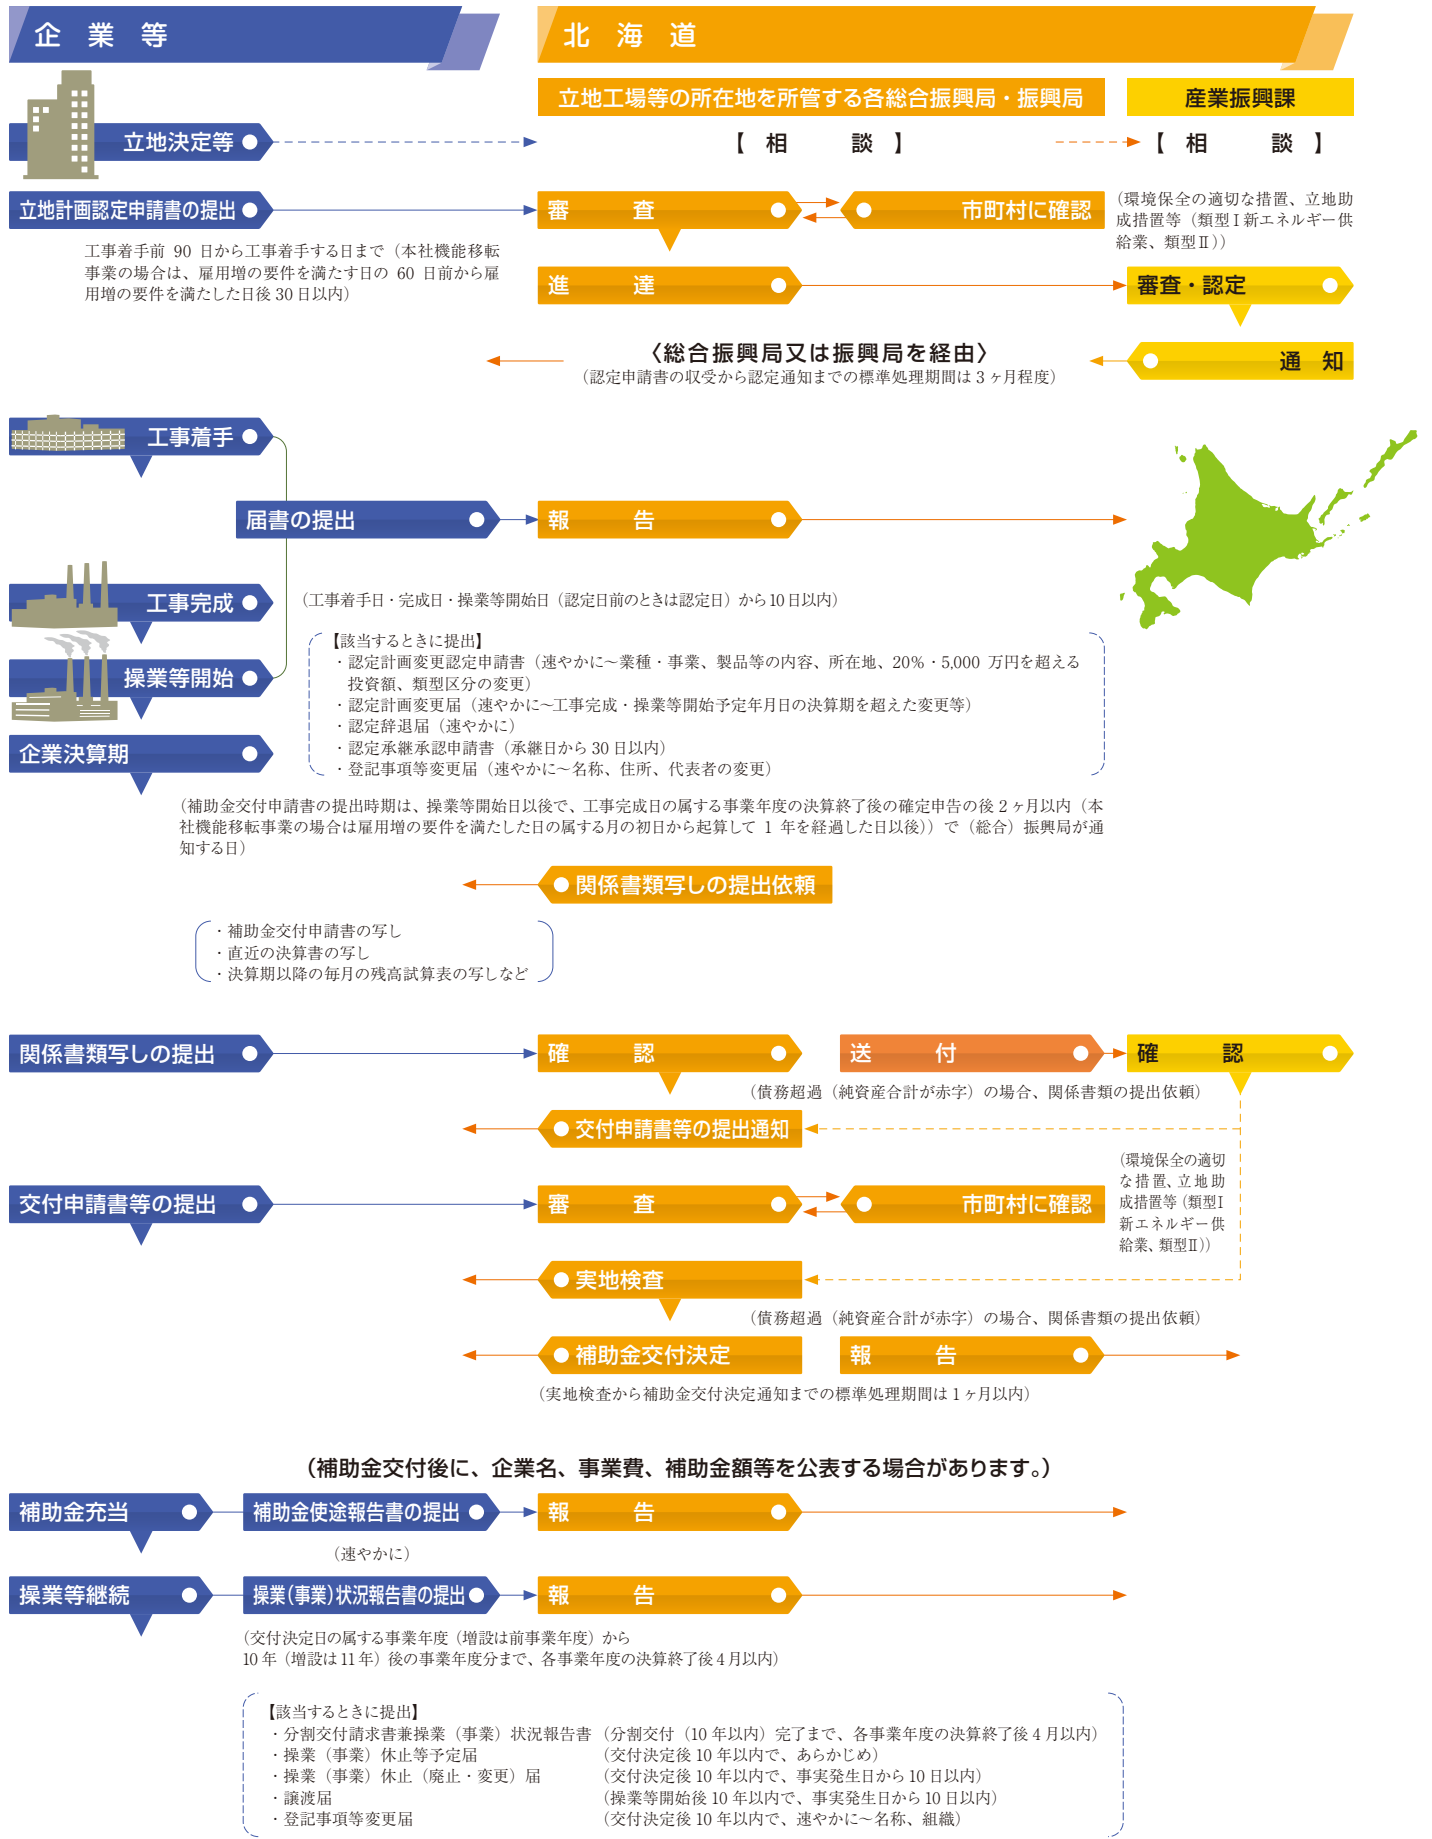 企業等
北海道
立地工場等の所在地を所管する各総合振興局・振興局
産業振興課
立地決定等
【 相 談 】
【 相 談 】
立地計画認定申請書の提出
審 査
市町村に確認
(環境保全の適切な措置、立地助
成措置等（類型Ⅰ新エネルギー供
給業、類型Ⅱ））
工事着手前 90 日から工事着手する日まで（本社機能移転
事業の場合は、雇用増の要件を満たす日の 60 日前から雇
用増の要件を満たした日後 30 日以内）
進 達
審査・認定
〈総合振興局又は振興局を経由〉
（認定申請書の収受から認定通知までの標準処理期間は 3 ヶ月程度）
通 知
工事着手
届書の提出
報 告
工事完成
（工事着手日・完成日・操業等開始日（認定日前のときは認定日）から10日以内）
【該当するときに提出】
・認定計画変更認定申請書（速やかに～業種・事業、製品等の内容、所在地、20%・5,000 万円を超える
投資額、類型区分の変更）
・認定計画変更届（速やかに～工事完成・操業等開始予定年月日の決算期を超えた変更等）
・認定辞退届（速やかに）
・認定承継承認申請書（承継日から 30 日以内）
・登記事項等変更届（速やかに～名称、住所、代表者の変更）
操業等開始
企業決算期
（補助金交付申請書の提出時期は、操業等開始日以後で、工事完成日の属する事業年度の決算終了後の確定申告の後 2 ヶ月以内（本
社機能移転事業の場合は雇用増の要件を満たした日の属する月の初日から起算して 1 年を経過した日以後））で（総合）振興局が通
知する日）
関係書類写しの提出依頼
・補助金交付申請書の写し
・直近の決算書の写し
・決算期以降の毎月の残高試算表の写しなど
関係書類写しの提出
確 認
送 付
確 認
（債務超過（純資産合計が赤字）の場合、関係書類の提出依頼）
交付申請書等の提出通知
(環境保全の適切
な措置、立地助
成措置等（類型Ⅰ
新エネルギー供
給業、類型Ⅱ））
交付申請書等の提出
審 査
市町村に確認
実地検査
（債務超過（純資産合計が赤字）の場合、関係書類の提出依頼）
補助金交付決定
報 告
（実地検査から補助金交付決定通知までの標準処理期間は 1 ヶ月以内）
（補助金交付後に、企業名、事業費、補助金額等を公表する場合があります。）
補助金充当
補助金使途報告書の提出
報 告
（速やかに）
操業等継続
操業（事業）状況報告書の提出
報 告
（交付決定日の属する事業年度（増設は前事業年度）から
10年（増設は11年）後の事業年度分まで、各事業年度の決算終了後 4 月以内）
【該当するときに提出】
・分割交付請求書兼操業（事業）状況報告書（分割交付（10 年以内）完了まで、各事業年度の決算終了後 4 月以内）
・操業（事業）休止等予定届 （交付決定後 10 年以内で、あらかじめ）
・操業（事業）休止（廃止・変更）届 （交付決定後 10 年以内で、事実発生日から 10 日以内）
・譲渡届 （操業等開始後 10 年以内で、事実発生日から 10 日以内）
・登記事項等変更届 （交付決定後 10 年以内で、速やかに～名称、組織）